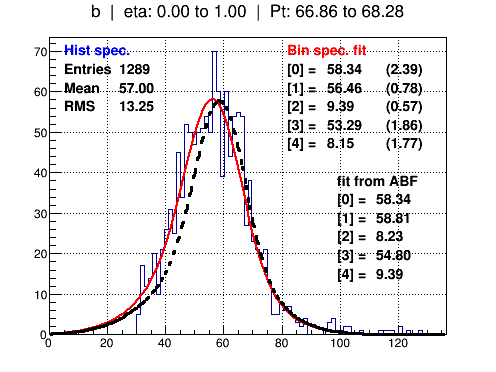 b | eta: 0.00 to 1.00 | Pt: 66.86 to 68.28
Hist spec.
Entries 1289
Mean 57.00
RMS 13.25
Bin spec. fit
[0] = 58.34 (2.39)
[1] = 56.46 (0.78)
[2] = 9.39 (0.57)
[3] = 53.29 (1.86)
[4] = 8.15 (1.77)
fit from ABF
[0] = 58.34
[1] = 58.81
[2] = 8.23
[3] = 54.80
[4] = 9.39
70
60
50
40
30
20
10
0
0 20 40 60 80 100 120